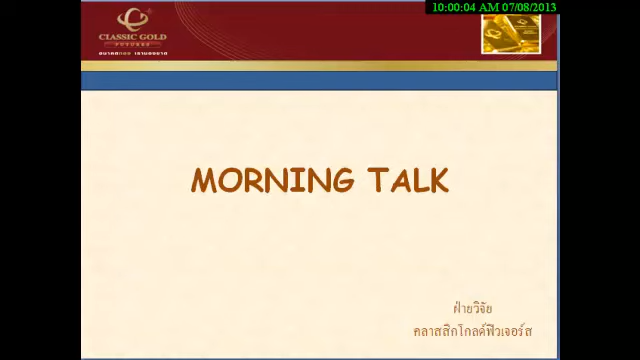 10:00:04 AM 07/08/2013
CLASSIC GOLD
FUTURES
MORNING TALK
ฝ่ายวิจัย
คลาสสิกโกลด์ฟิวเจอร์ส